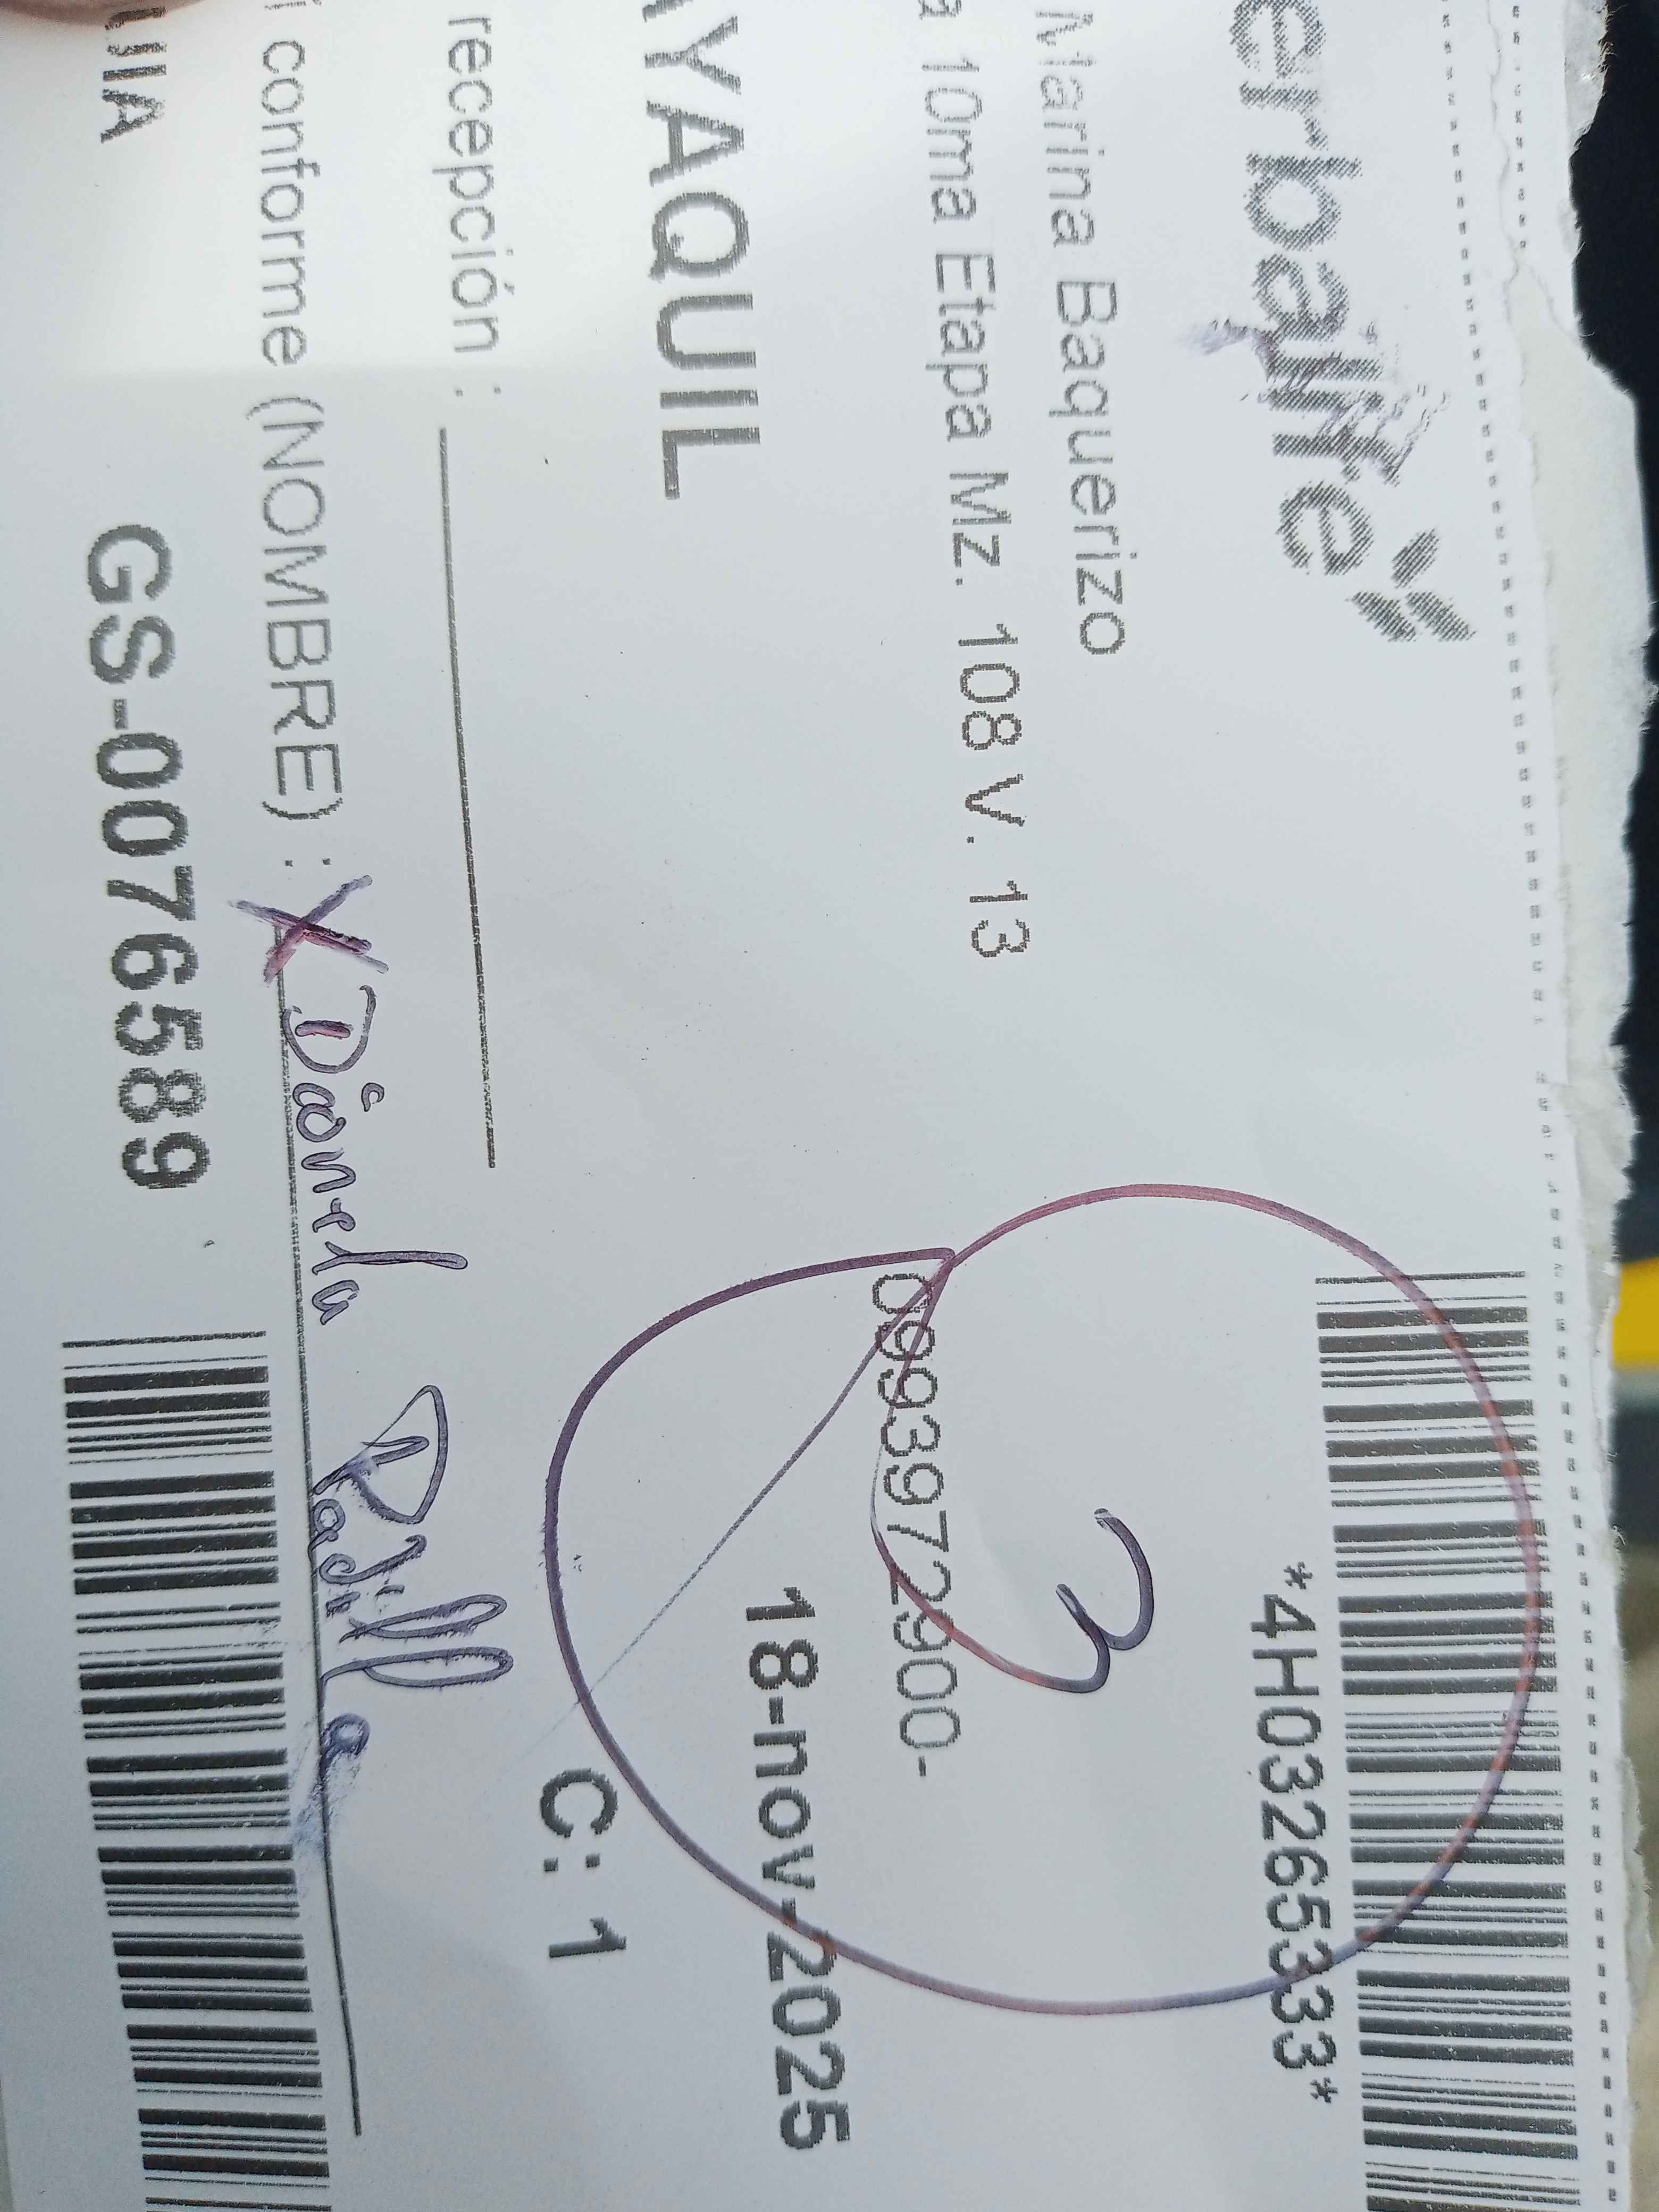 erbalife
*4H03265333*
Marina Baquerizo
3
a 10ma Etapa Mz. 108 V. 13
0993972900-
AYAQUIL
18-nov-2025
C: 1
recepción :
conforme (NOMBRE) : X Daniela Padilla
UIA
GS-0076589